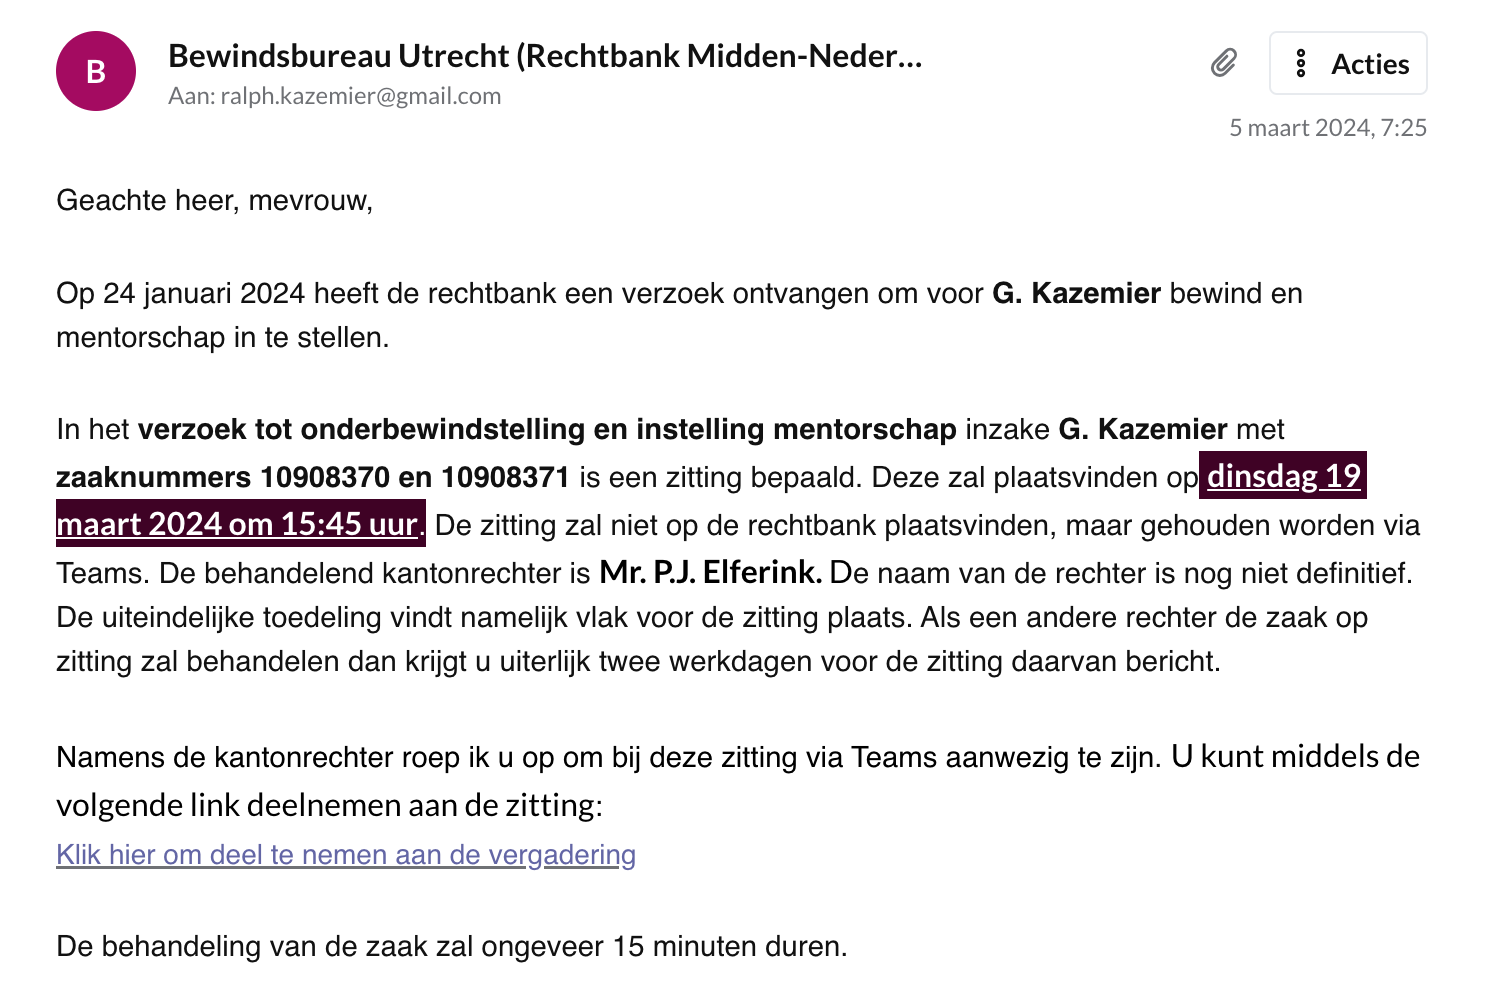 B
Bewindsbureau Utrecht (Rechtbank Midden-Neder...
Aan: ralph.kazemier@gmail.com
Acties
5 maart 2024, 7:25
Geachte heer, mevrouw,
Op 24 januari 2024 heeft de rechtbank een verzoek ontvangen om voor G. Kazemier bewind en
mentorschap in te stellen.
In het verzoek tot onderbewindstelling en instelling mentorschap inzake G. Kazemier met
zaaknummers 10908370 en 10908371 is een zitting bepaald. Deze zal plaatsvinden op dinsdag 19
maart 2024 om 15:45 uur. De zitting zal niet op de rechtbank plaatsvinden, maar gehouden worden via
Teams. De behandelend kantonrechter is Mr. P.J. Elferink. De naam van de rechter is nog niet definitief.
De uiteindelijke toedeling vindt namelijk vlak voor de zitting plaats. Als een andere rechter de zaak op
zitting zal behandelen dan krijgt u uiterlijk twee werkdagen voor de zitting daarvan bericht.
Namens de kantonrechter roep ik u op om bij deze zitting via Teams aanwezig te zijn. U kunt middels de
volgende link deelnemen aan de zitting:
Klik hier om deel te nemen aan de vergadering
De behandeling van de zaak zal ongeveer 15 minuten duren.